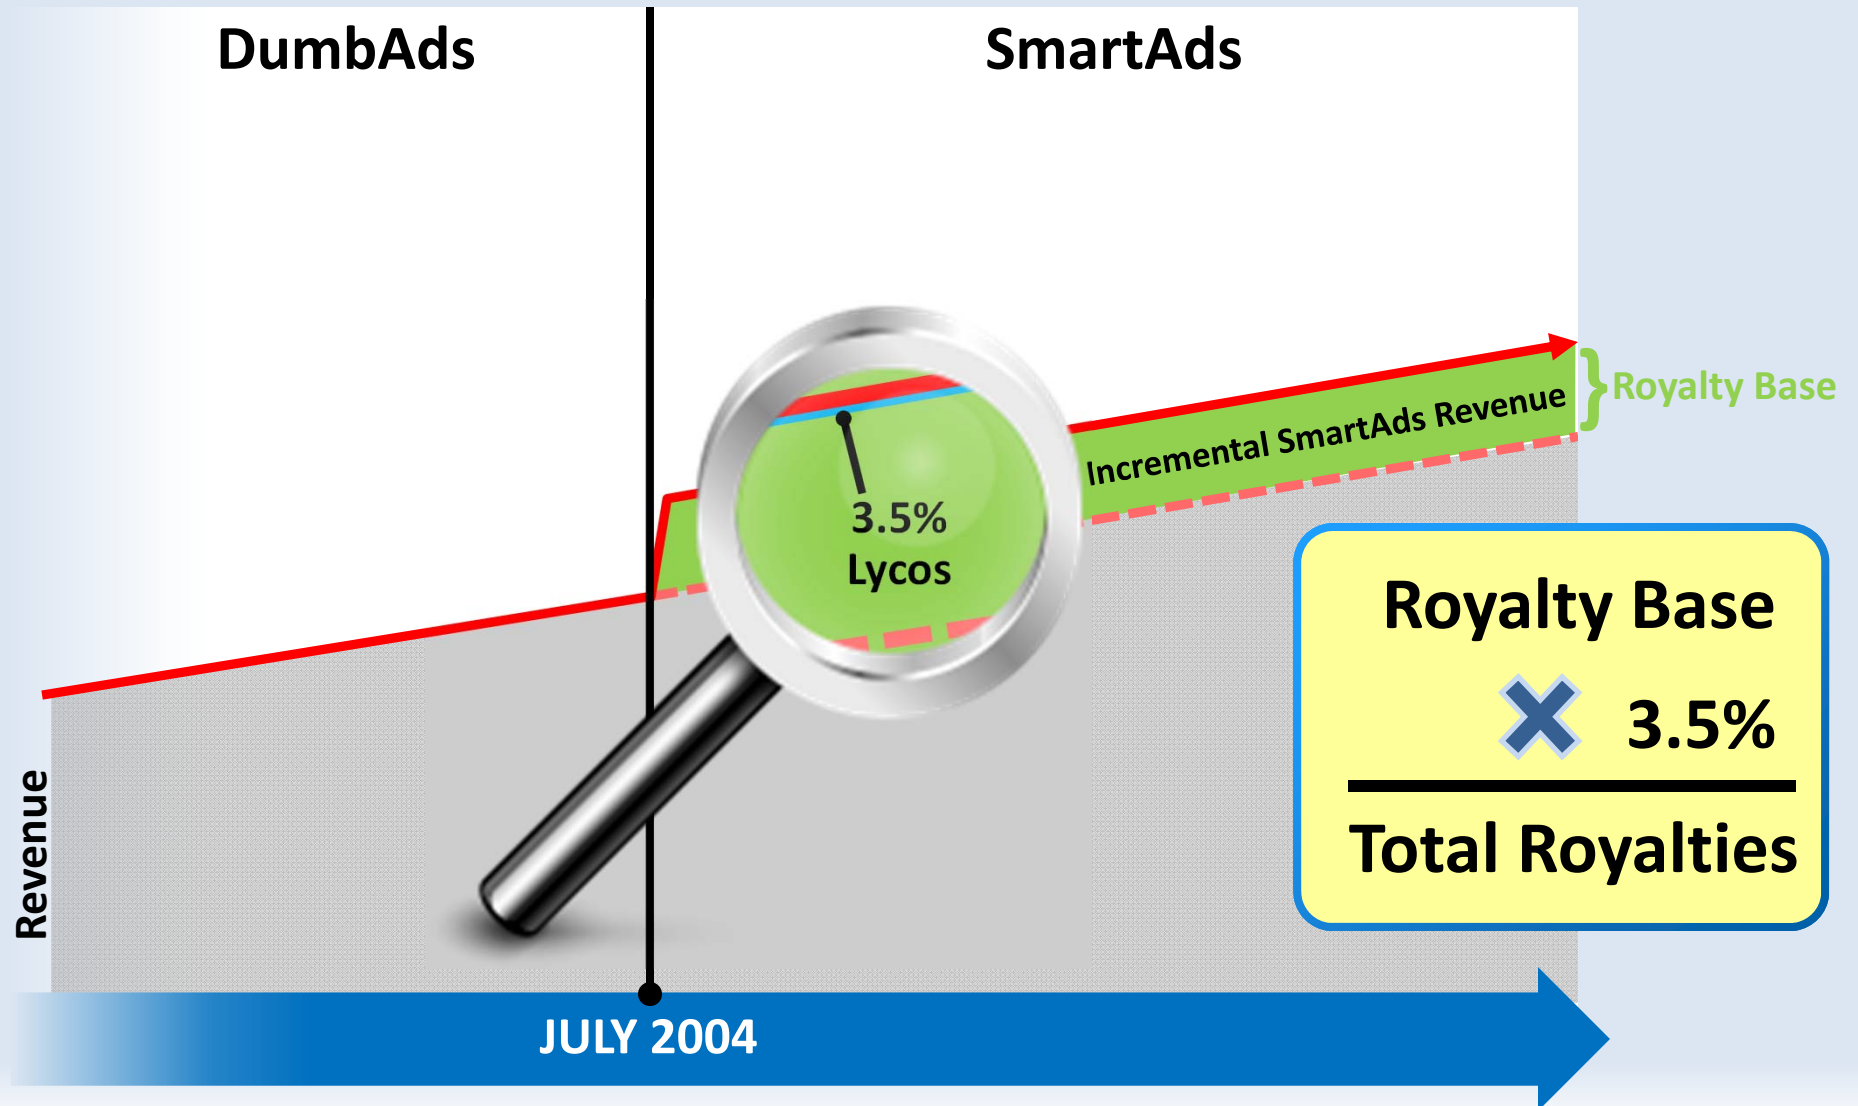 DumbAds
SmartAds
} Royalty Base
Incremental SmartAds Revenue
3.5%
Lycos
Royalty Base
✖ 3.5%
Total Royalties
Revenue
JULY 2004